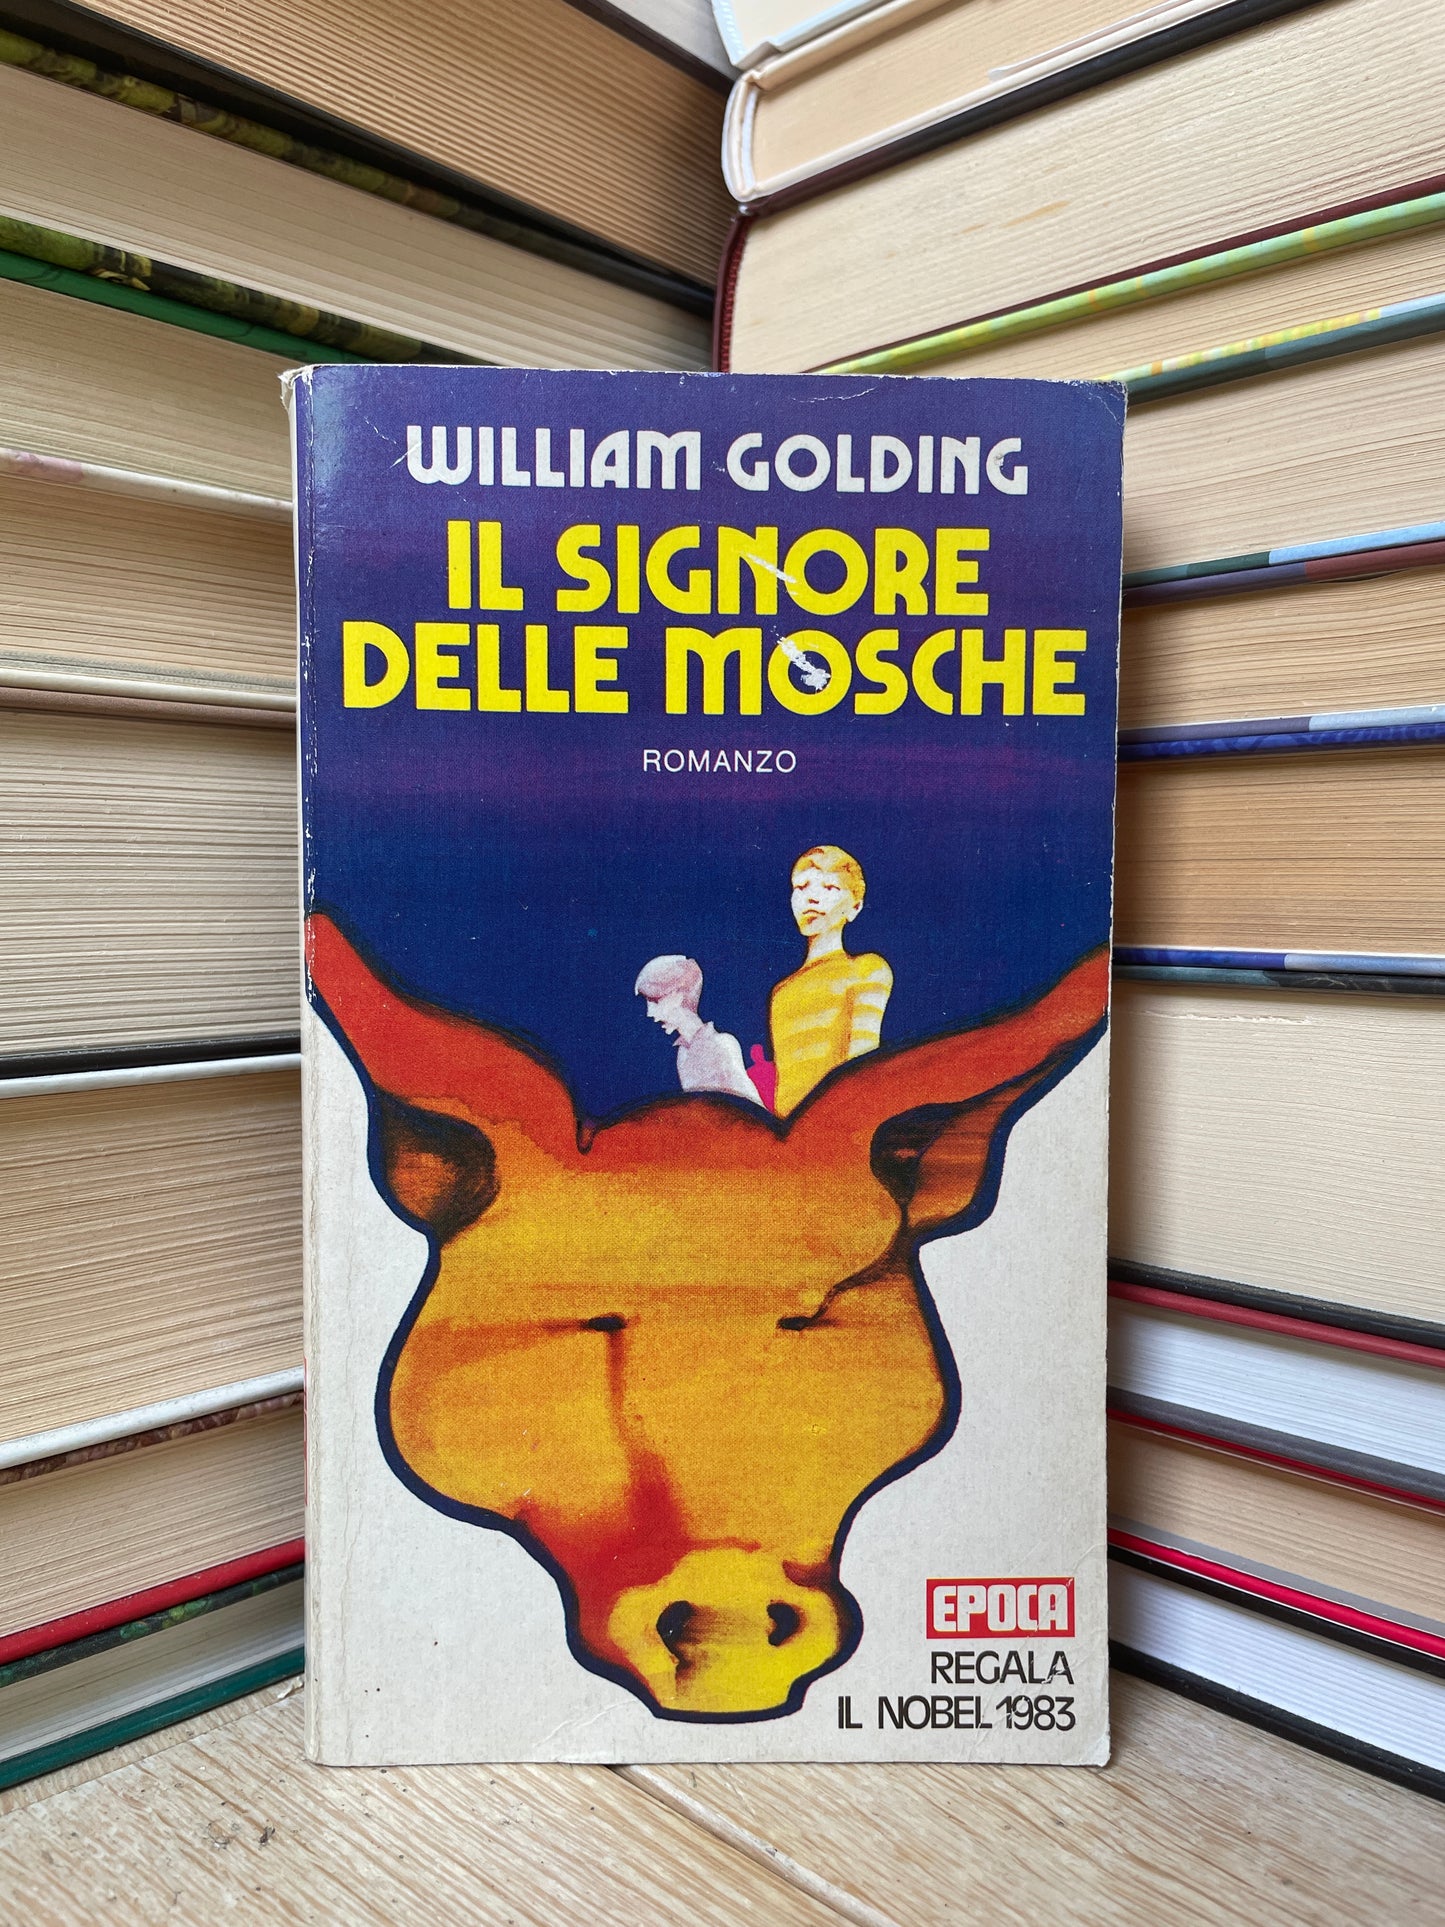 WILLIAM GOLDING
IL SIGNORE
DELLE MOSCHE
ROMANZO
EPOCA
REGALA
IL NOBEL 1983